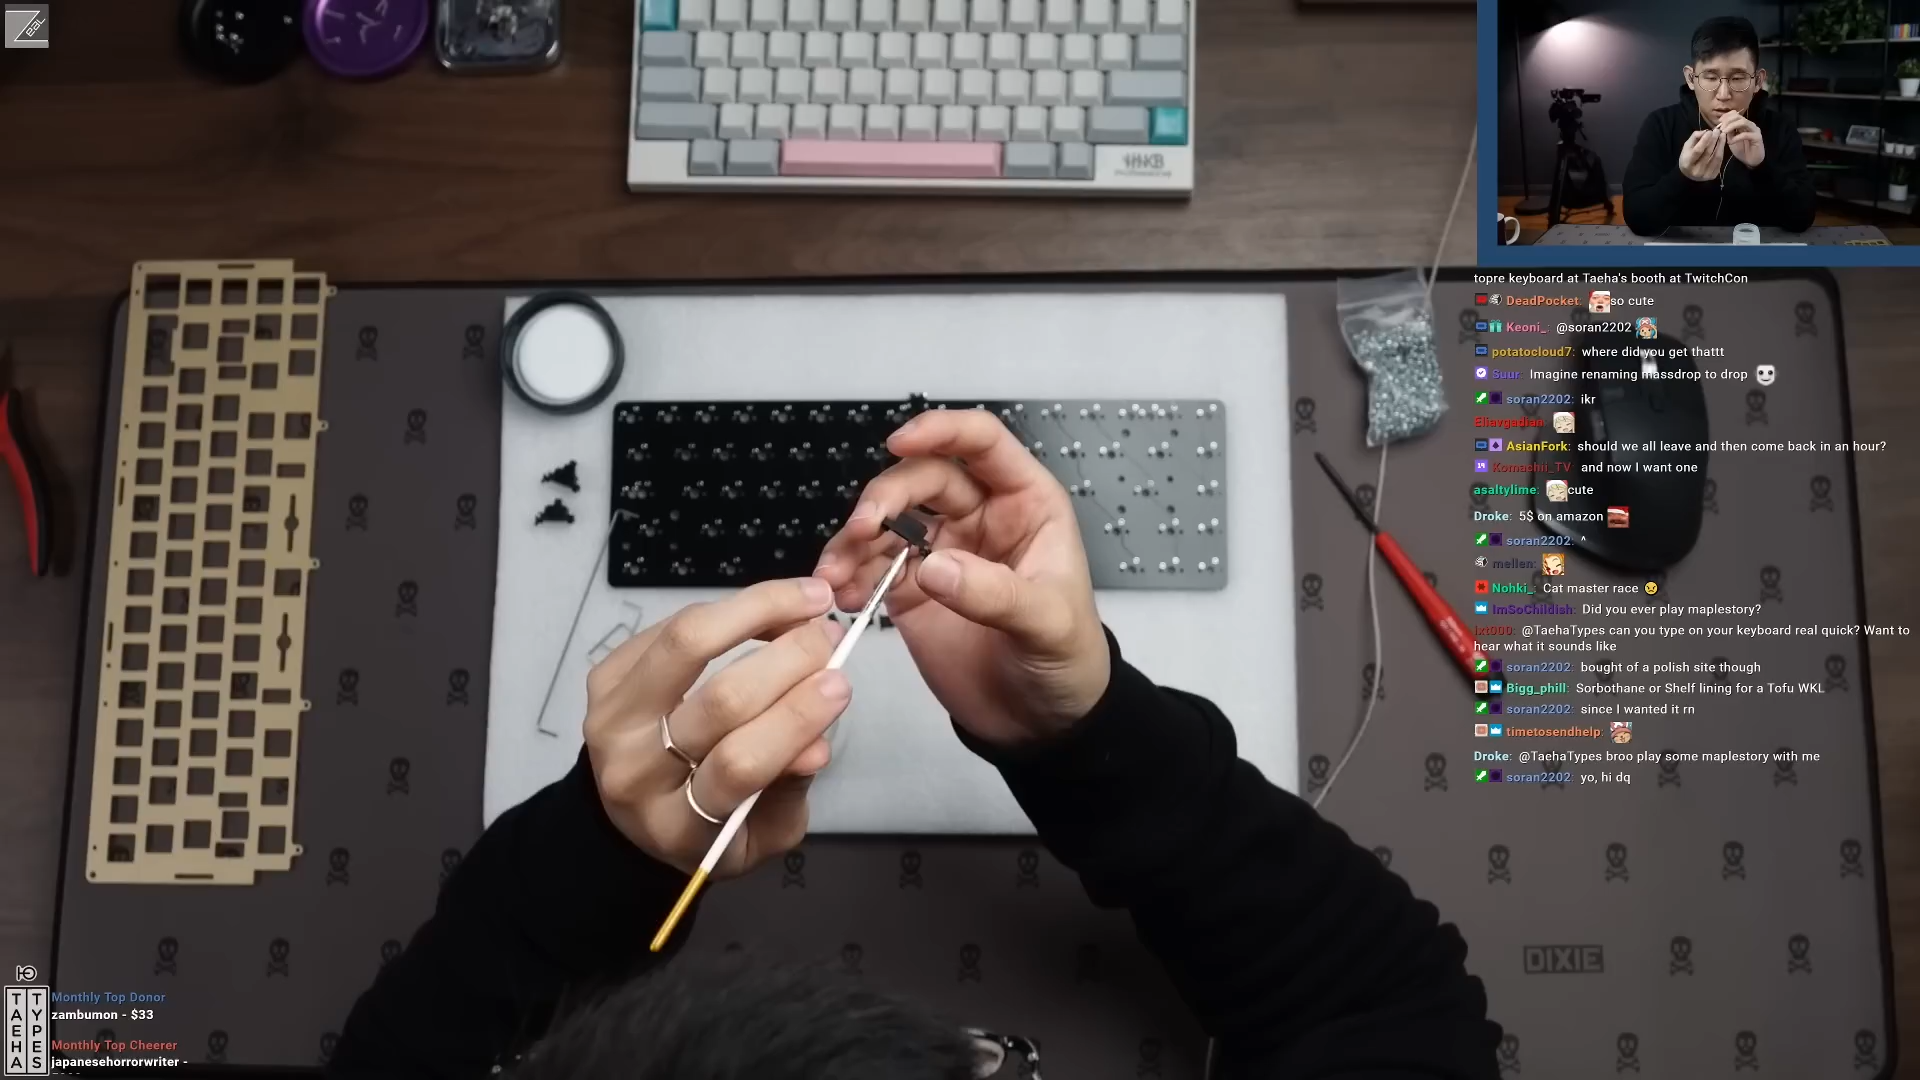 HHKB
topre keyboard at Taeha's booth at TwitchCon
DeadPocket: so cute
Keoni_: @soran2202
potatocloud7: where did you get thattt
Suur: Imagine renaming massdrop to drop
soran2202: ikr
Eliavgadian:
AsianFork: should we all leave and then come back in an hour?
Komachii_TV: and now I want one
asaltylime: cute
Droke: 5$ on amazon
soran2202: ^
mellen:
Nohki_: Cat master race
ImSoChildish: Did you ever play maplestory?
@TaehaTypes can you type on your keyboard real quick? Want to
hear what it sounds like
soran2202: bought of a polish site though
Bigg_phill: Sorbothane or Shelf lining for a Tofu WKL
soran2202: since I wanted it rn
timetosendhelp:
Droke: @TaehaTypes broo play some maplestory with me
soran2202: yo, hi dq
DIXIE
TAEHA
TYPES
Monthly Top Donor
zambumon - $33
Monthly Top Cheerer
japanesehorrorwriter -